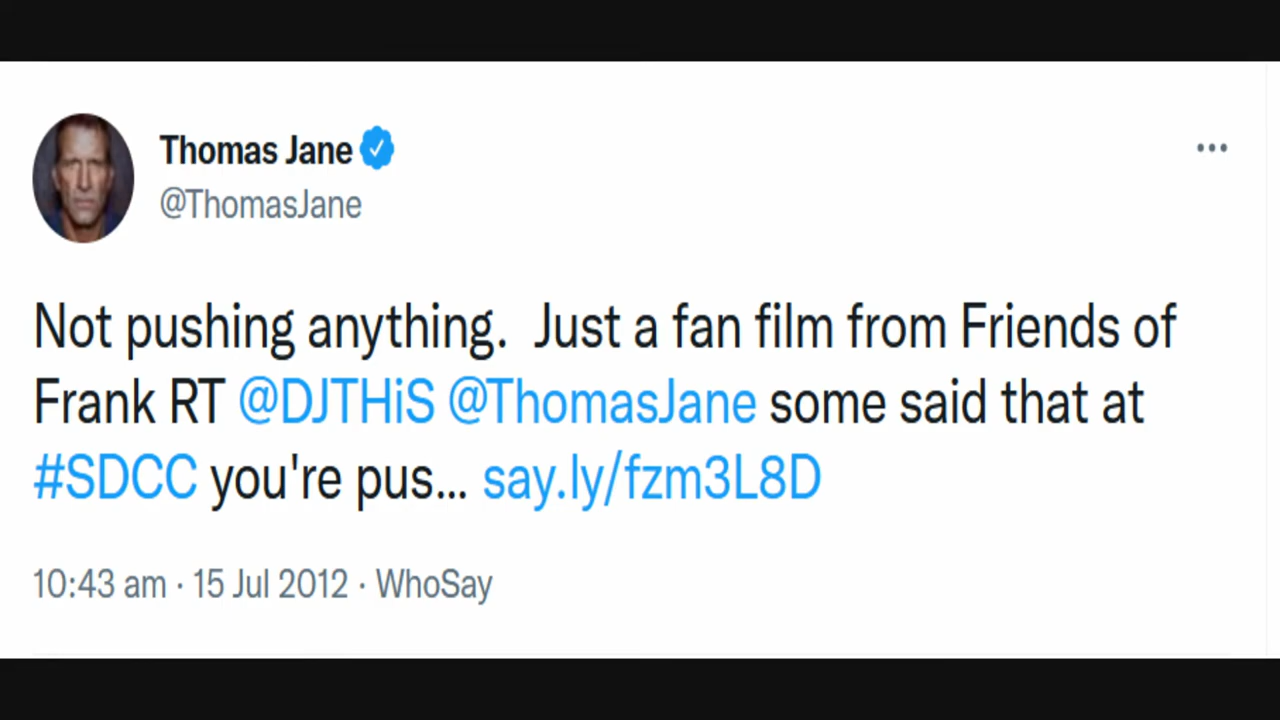 Thomas Jane
@ThomasJane
Not pushing anything.  Just a fan film from Friends of
Frank RT @DJTHiS @ThomasJane some said that at
#SDCC you're pus... say.ly/fzm3L8D
10:43 am · 15 Jul 2012 · WhoSay